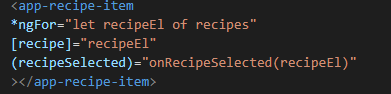 <app-recipe-item
*ngFor="let recipeEl of recipes"
[recipe]="recipeEl"
(recipeSelected)="onRecipeSelected(recipeEl)"
></app-recipe-item>